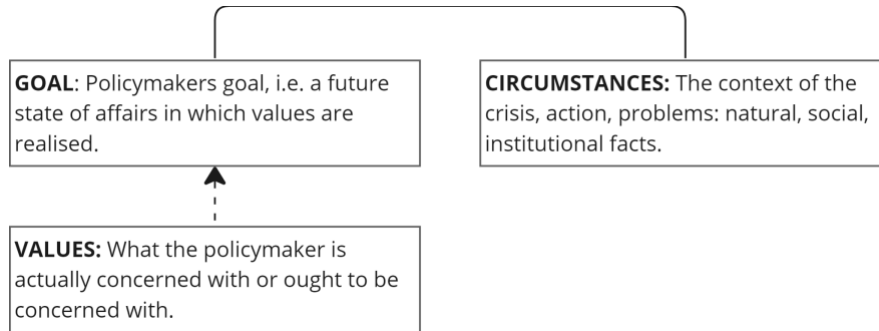 GOAL: Policymakers goal, i.e. a future
state of affairs in which values are
realised.
CIRCUMSTANCES: The context of the
crisis, action, problems: natural, social,
institutional facts.
VALUES: What the policymaker is
actually concerned with or ought to be
concerned with.